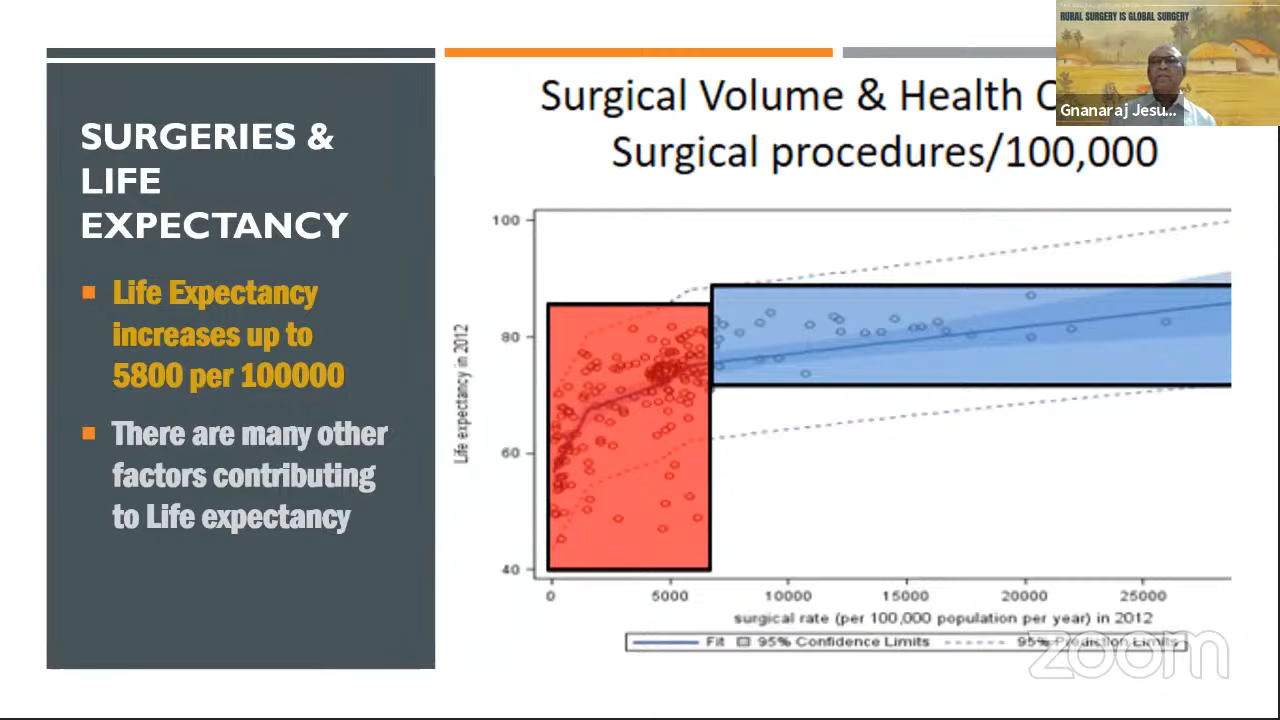 RURAL SURGERY IS GLOBAL SURGERY
Gnanaraj Jesu...
SURGERIES &
LIFE
EXPECTANCY
Life Expectancy
increases up to
5800 per 100000
There are many other
factors contributing
to Life expectancy
Surgical Volume & Health
Surgical procedures/100,000
Life expectancy in 2012
100
80
60
40
0 5000 10000 15000 20000 25000
surgical rate (per 100,000 population per year) in 2012
Fit 95% Confidence Limits 95% Prediction Limits
zoom